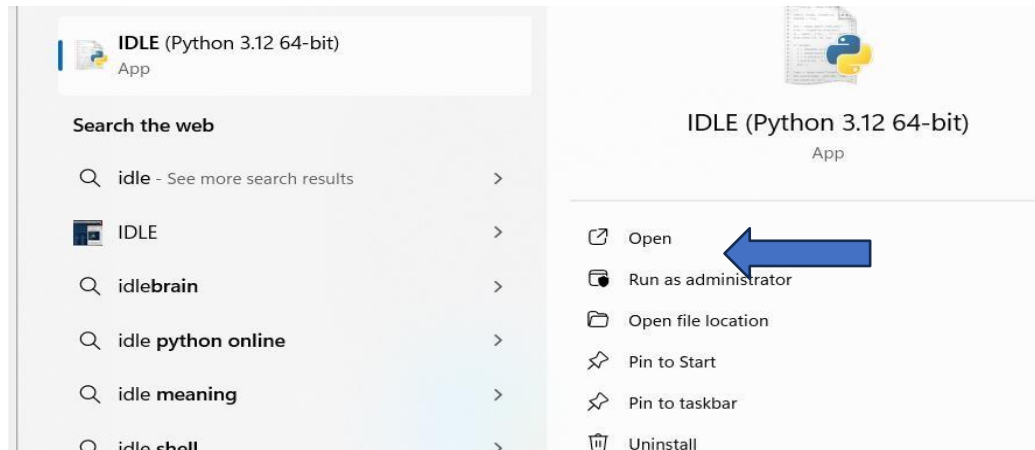 IDLE (Python 3.12 64-bit)
App
Search the web
idle - See more search results
IDLE
idlebrain
idle python online
idle meaning
idle shell
IDLE (Python 3.12 64-bit)
App
Open
Run as administrator
Open file location
Pin to Start
Pin to taskbar
Uninstall